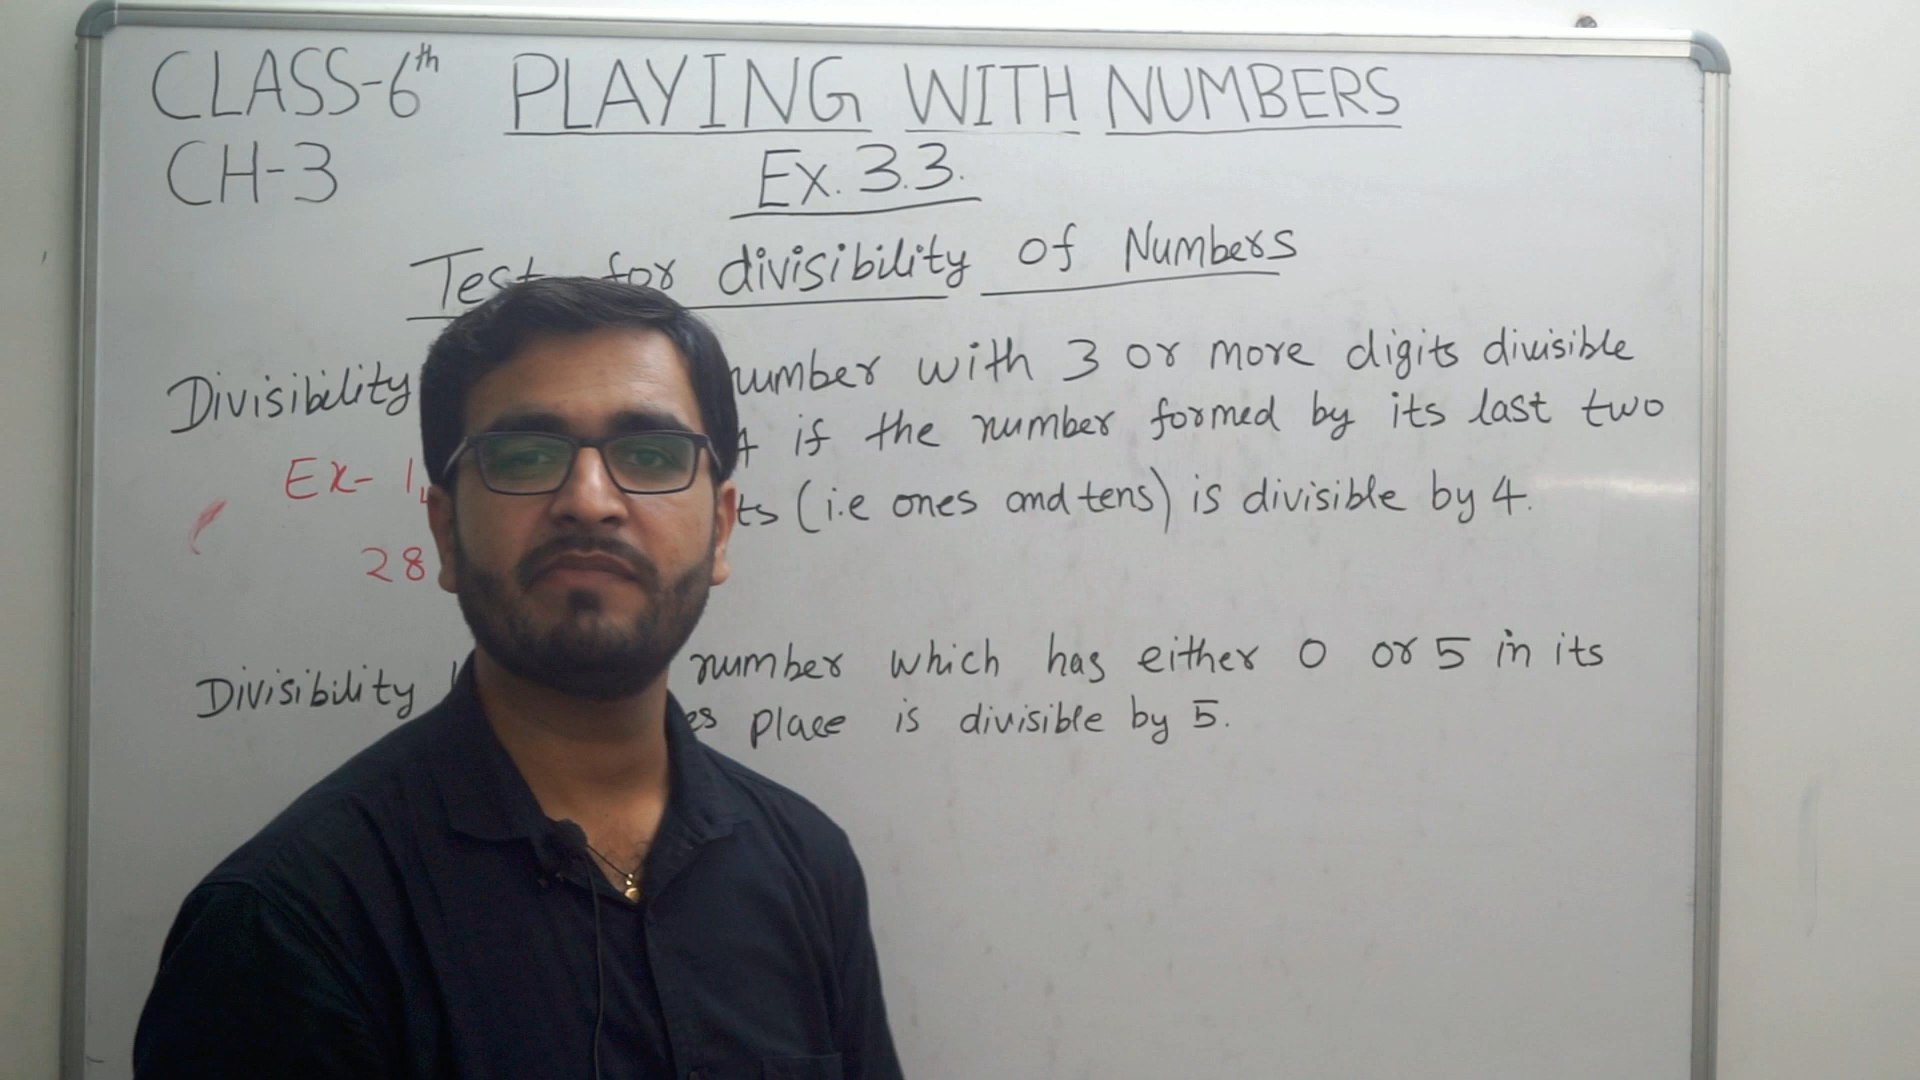 CLASS-6th PLAYING WITH NUMBERS
CH-3 Ex. 3.3.
Test for divisibility of Numbers
Divisibility number with 3 or more digits divisible
4 if the number formed by its last two
Ex- ts (i.e ones and tens) is divisible by 4.
28
Divisibility number which has either 0 or 5 in its
es place is divisible by 5.